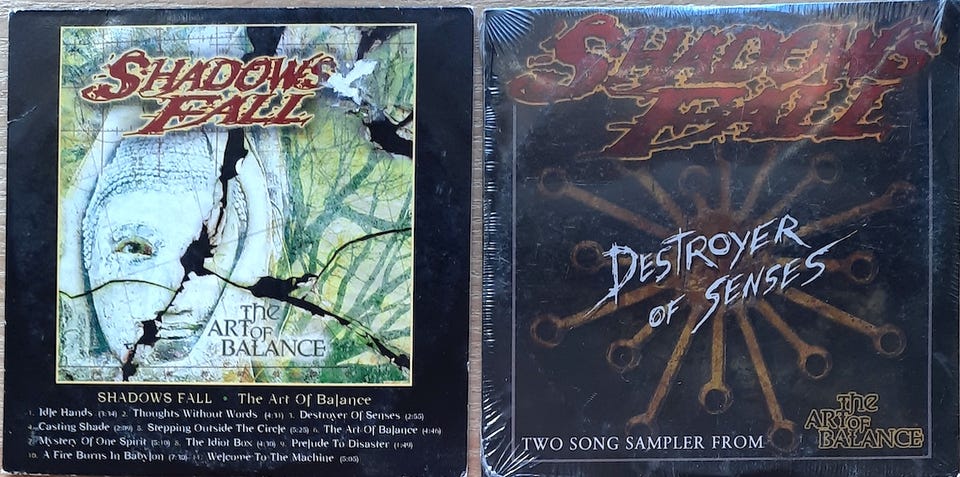 SHADOWS
FALL
The
ART OF
BALANCE
SHADOWS FALL • The Art Of Balance
1. Idle Hands (3:34) 2. Thoughts Without Words (4:31) 3. Destroyer Of Senses (2:55)
4. Casting Shade (2:09) 5. Stepping Outside The Circle (5:25) 6. The Art Of Balance (4:46)
7. Mystery Of One Spirit (5:10) 8. The Idiot Box (4:30) 9. Prelude To Disaster (1:49)
10. A Fire Burns In Babylon 11. Welcome To The Machine (5:05)
SHADOWS
FALL
DESTROYER
OF SENSES
TWO SONG SAMPLER FROM
The
ART OF
BALANCE